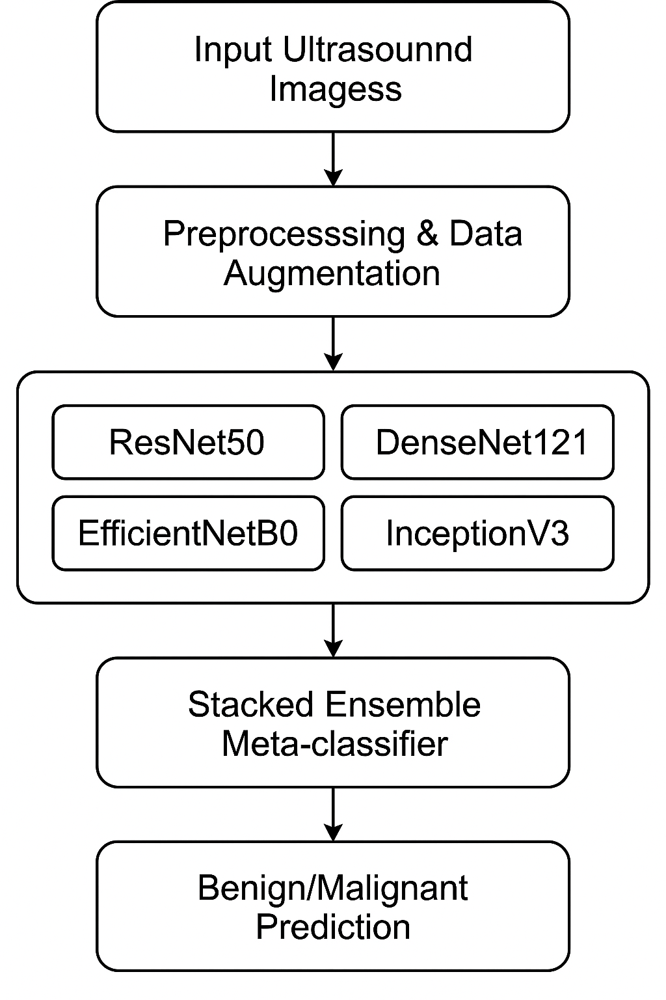 Input Ultrasounnd
Imagess
Preprocesssing & Data
Augmentation
ResNet50
DenseNet121
EfficientNetB0
InceptionV3
Stacked Ensemble
Meta-classifier
Benign/Malignant
Prediction